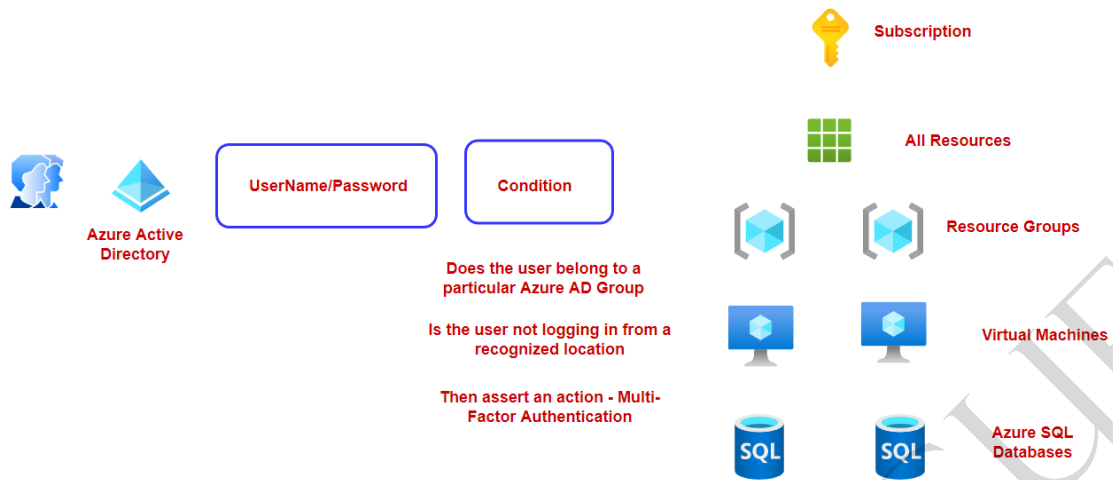 Subscription
All Resources
UserName/Password
Condition
Azure Active
Directory
Resource Groups
Does the user belong to a
particular Azure AD Group
Is the user not logging in from a
recognized location
Virtual Machines
Then assert an action - Multi-
Factor Authentication
Azure SQL
Databases
SQL
SQL